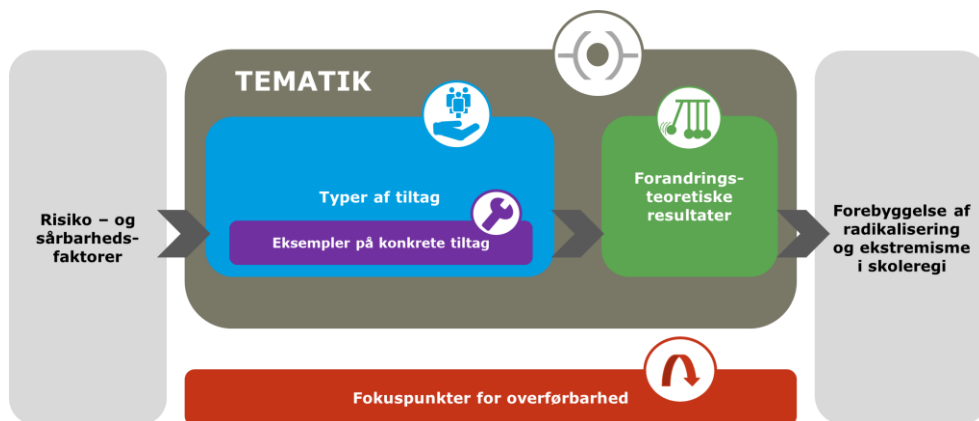 Risiko – og
sårbarheds-
faktorer
TEMATIK
Typer af tiltag
Eksempler på konkrete tiltag
Forandrings-
teoretiske
resultater
Forebyggelse af
radikalisering
og ekstremisme
i skoleregi
Fokuspunkter for overførbarhed